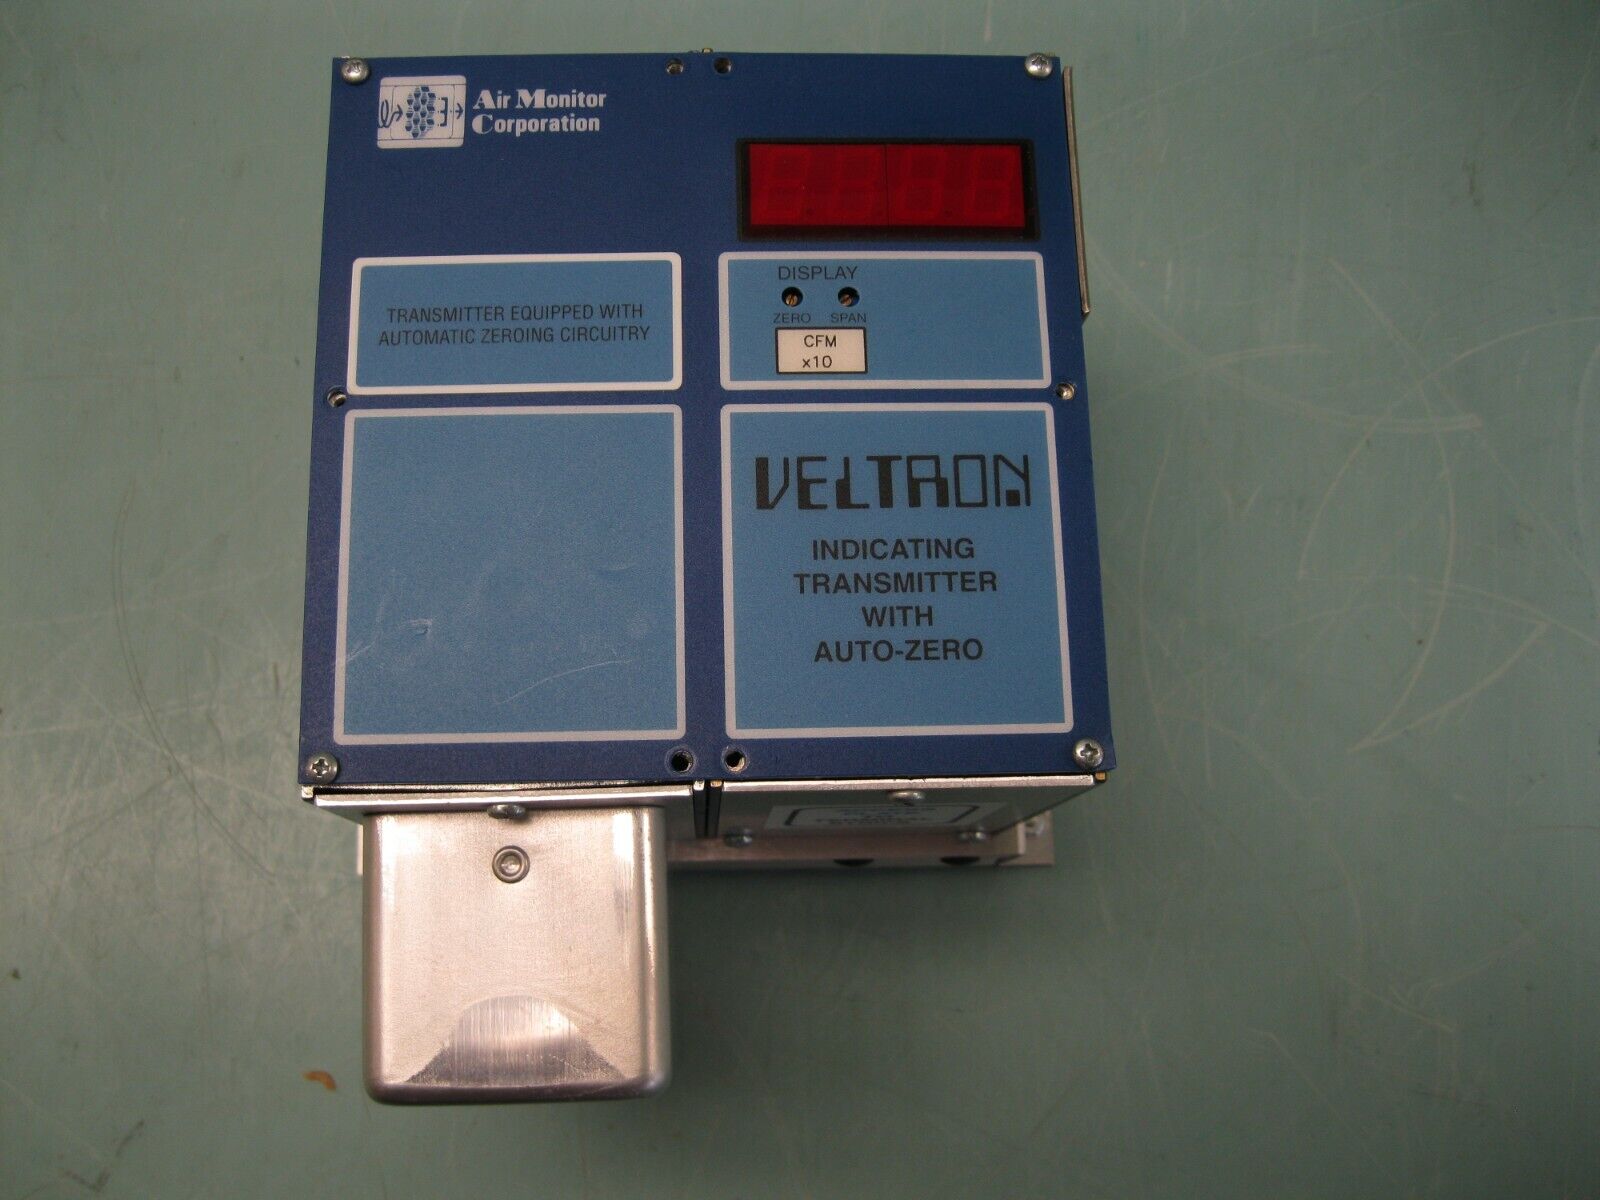 Air Monitor
Corporation
TRANSMITTER EQUIPPED WITH
AUTOMATIC ZEROING CIRCUITRY
DISPLAY
ZERO SPAN
CFM
x10
VELTRON
INDICATING
TRANSMITTER
WITH
AUTO-ZERO